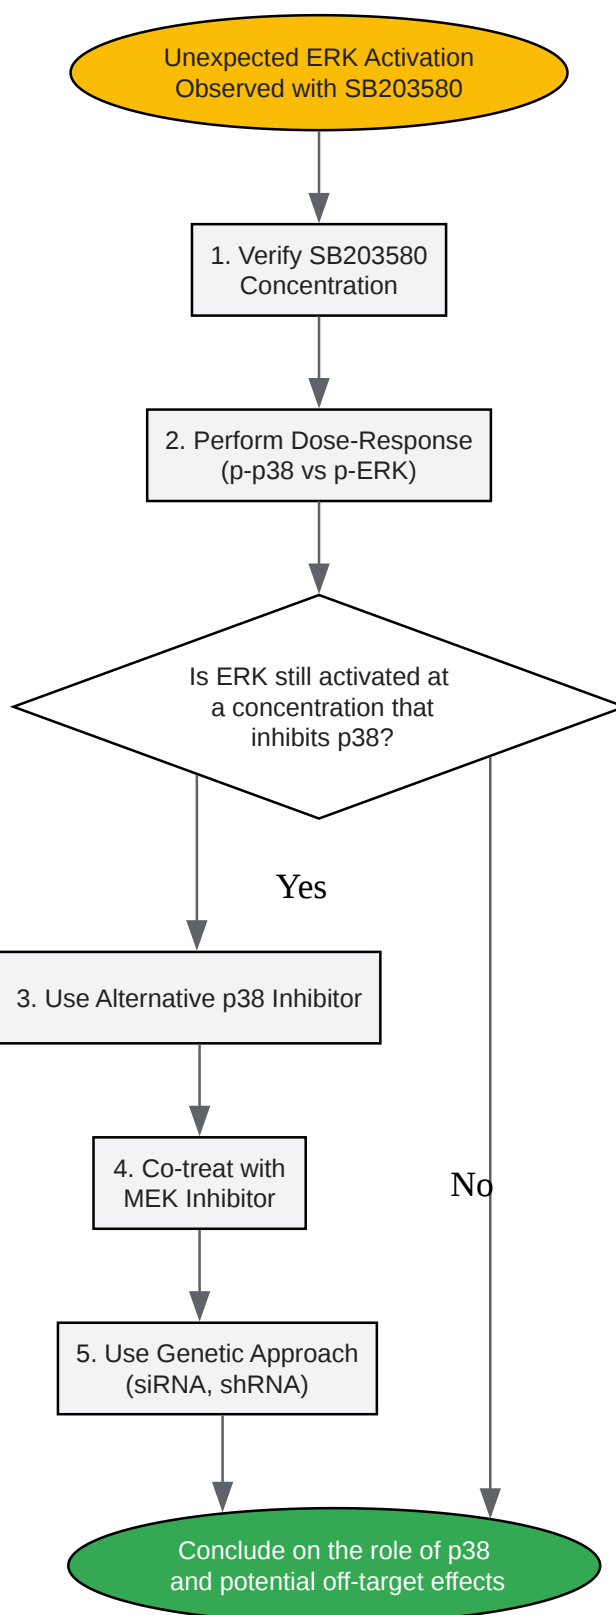 Unexpected ERK Activation
Observed with SB203580
1. Verify SB203580
Concentration
2. Perform Dose-Response
(p-p38 vs p-ERK)
Is ERK still activated at
a concentration that
inhibits p38?
Yes
3. Use Alternative p38 Inhibitor
4. Co-treat with
MEK Inhibitor
No
5. Use Genetic Approach
(siRNA, shRNA)
Conclude on the role of p38
and potential off-target effects